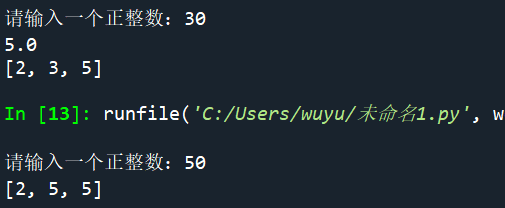 请输入一个正整数：30
5.0
[2, 3, 5]
In [13]: runfile('C:/Users/wuyu/未命名1.py', w
请输入一个正整数：50
[2, 5, 5]